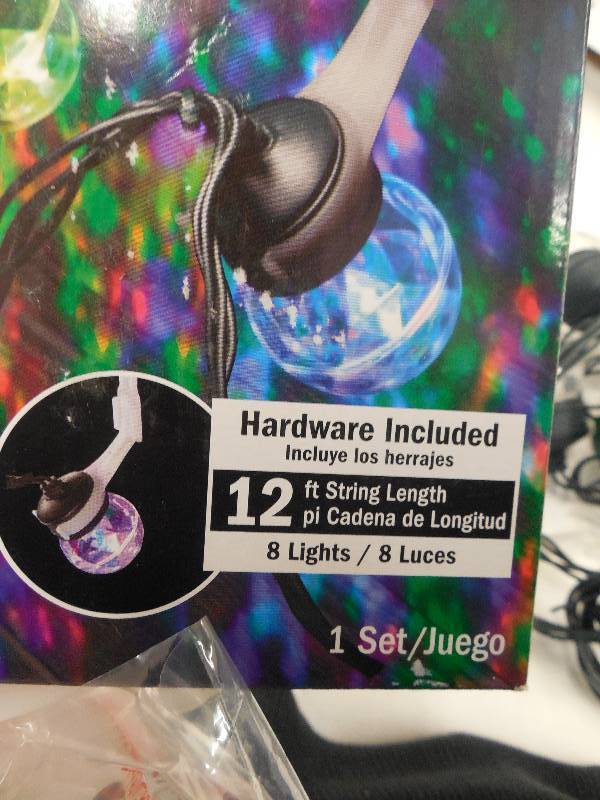 Hardware Included
Incluye los herrajes
12 ft String Length
pi Cadena de Longitud
8 Lights / 8 Luces
1 Set/Juego